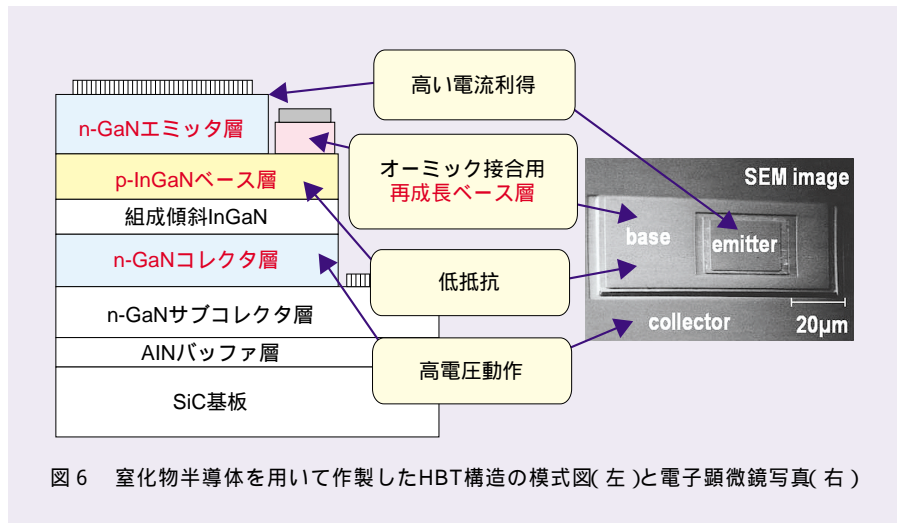 n-GaNエミッタ層
p-InGaNベース層
組成傾斜InGaN
n-GaNコレクタ層
n-GaNサブコレクタ層
AlNバッファ層
SiC基板
高い電流利得
オーミック接合用
再成長ベース層
低抵抗
高電圧動作
SEM image
base
emitter
collector
20μm
図6 窒化物半導体を用いて作製したHBT構造の模式図(左)と電子顕微鏡写真(右)